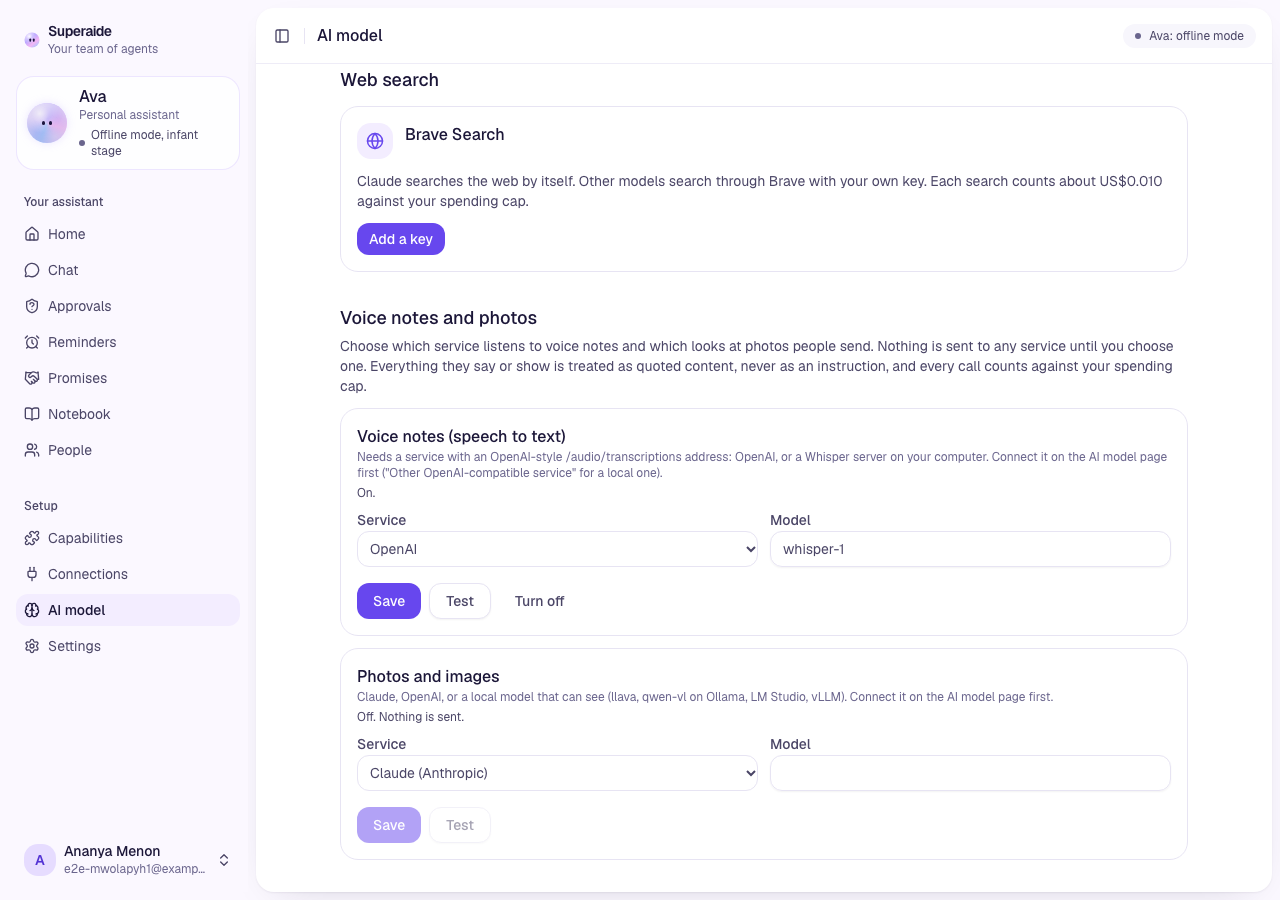 Superaide
Your team of agents
Ava
Personal assistant
Offline mode, infant
stage
Your assistant
Home
Chat
Approvals
Reminders
Promises
Notebook
People
Setup
Capabilities
Connections
AI model
Settings
A
Ananya Menon
e2e-mwolapyh1@examp...
AI model
Ava: offline mode
Web search
Brave Search
Claude searches the web by itself. Other models search through Brave with your own key. Each search counts about US$0.010
against your spending cap.
Add a key
Voice notes and photos
Choose which service listens to voice notes and which looks at photos people send. Nothing is sent to any service until you choose
one. Everything they say or show is treated as quoted content, never as an instruction, and every call counts against your spending
cap.
Voice notes (speech to text)
Needs a service with an OpenAI-style /audio/transcriptions address: OpenAI, or a Whisper server on your computer. Connect it on the AI model page
first ("Other OpenAI-compatible service" for a local one).
On.
Service Model
OpenAI whisper-1
Save Test Turn off
Photos and images
Claude, OpenAI, or a local model that can see (llava, qwen-vl on Ollama, LM Studio, vLLM). Connect it on the AI model page first.
Off. Nothing is sent.
Service Model
Claude (Anthropic)
Save Test